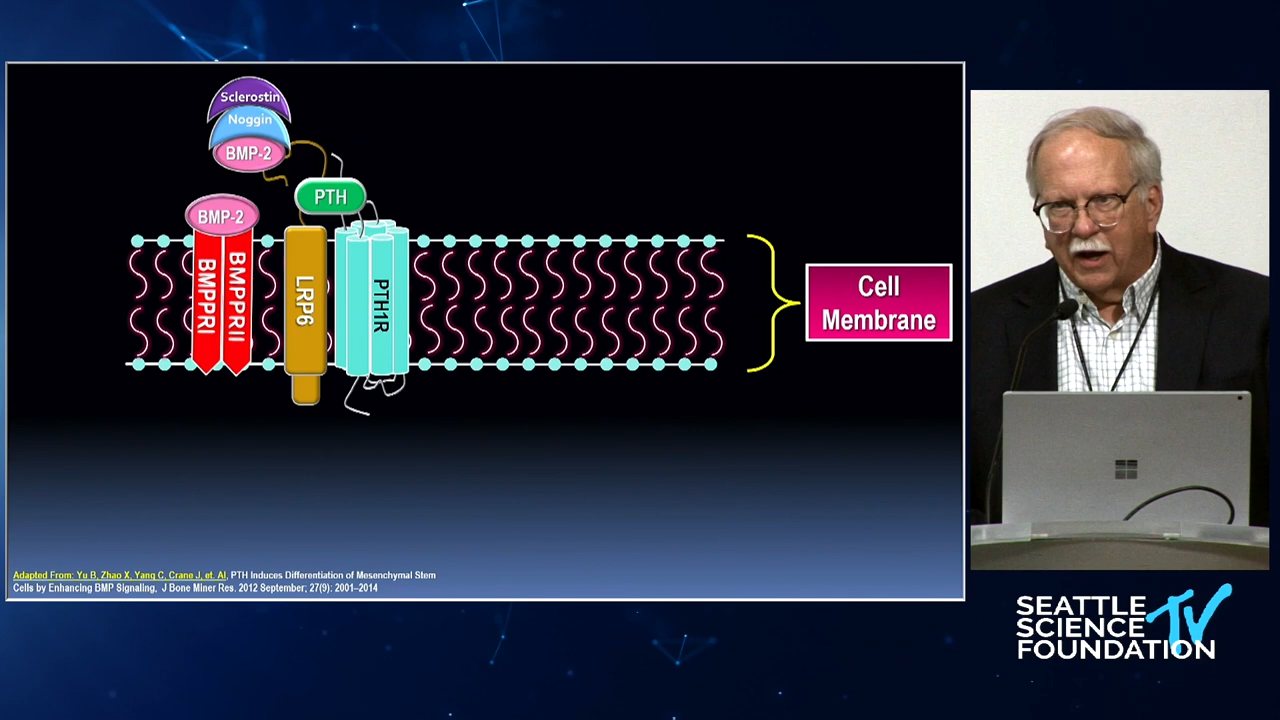 Sclerostin
Noggin
BMP-2
PTH
BMP-2
BMPPRI
BMPPRII
LRP6
PTH1R
Cell
Membrane
Adapted From: Yu B, Zhao X, Yang C, Crane J, et. Al, PTH Induces Differentiation of Mesenchymal Stem
Cells by Enhancing BMP Signaling, J Bone Miner Res. 2012 September; 27(9): 2001–2014
SEATTLE
SCIENCE
FOUNDATION
TV